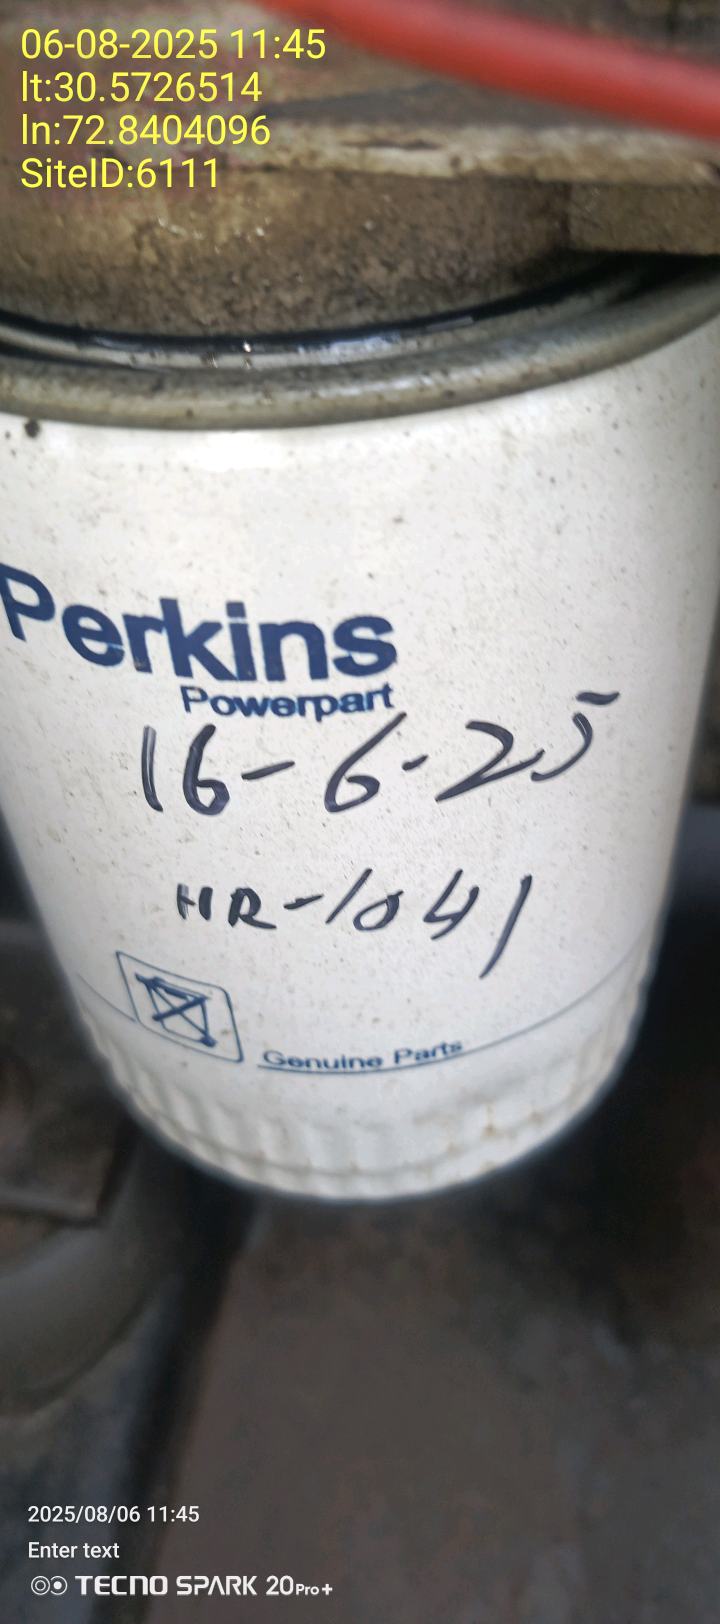 06-08-2025 11:45
lt:30.5726514
ln:72.8404096
SiteID:6111
Perkins
Powerpart
16-6-25
HR-1041
Genuine Parts
2025/08/06 11:45
Enter text
TECNO SPARK 20Pro+